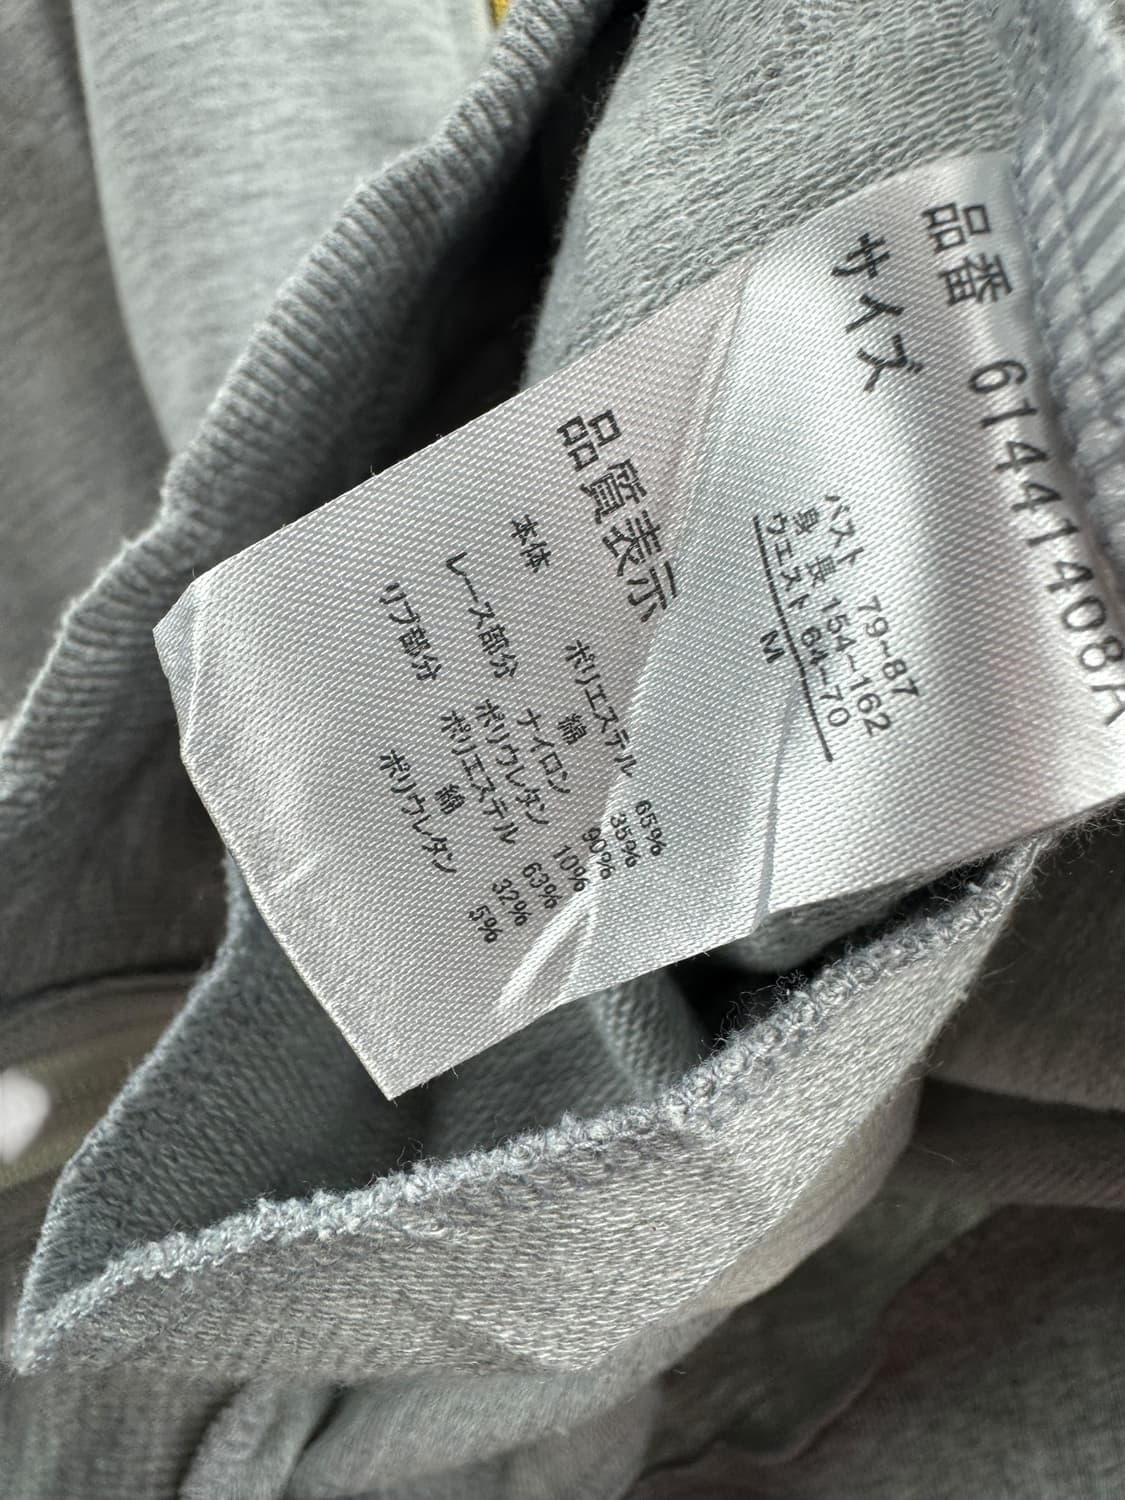 品番 61441408A
サイズ
バスト 79~87
身 長 154~162
ウエスト 64~70
M
品質表示
本体 ポリエステル 65%
綿 35%
レース部分 ナイロン 90%
ポリウレタン 10%
リブ部分 ポリエステル 63%
綿 32%
ポリウレタン 5%